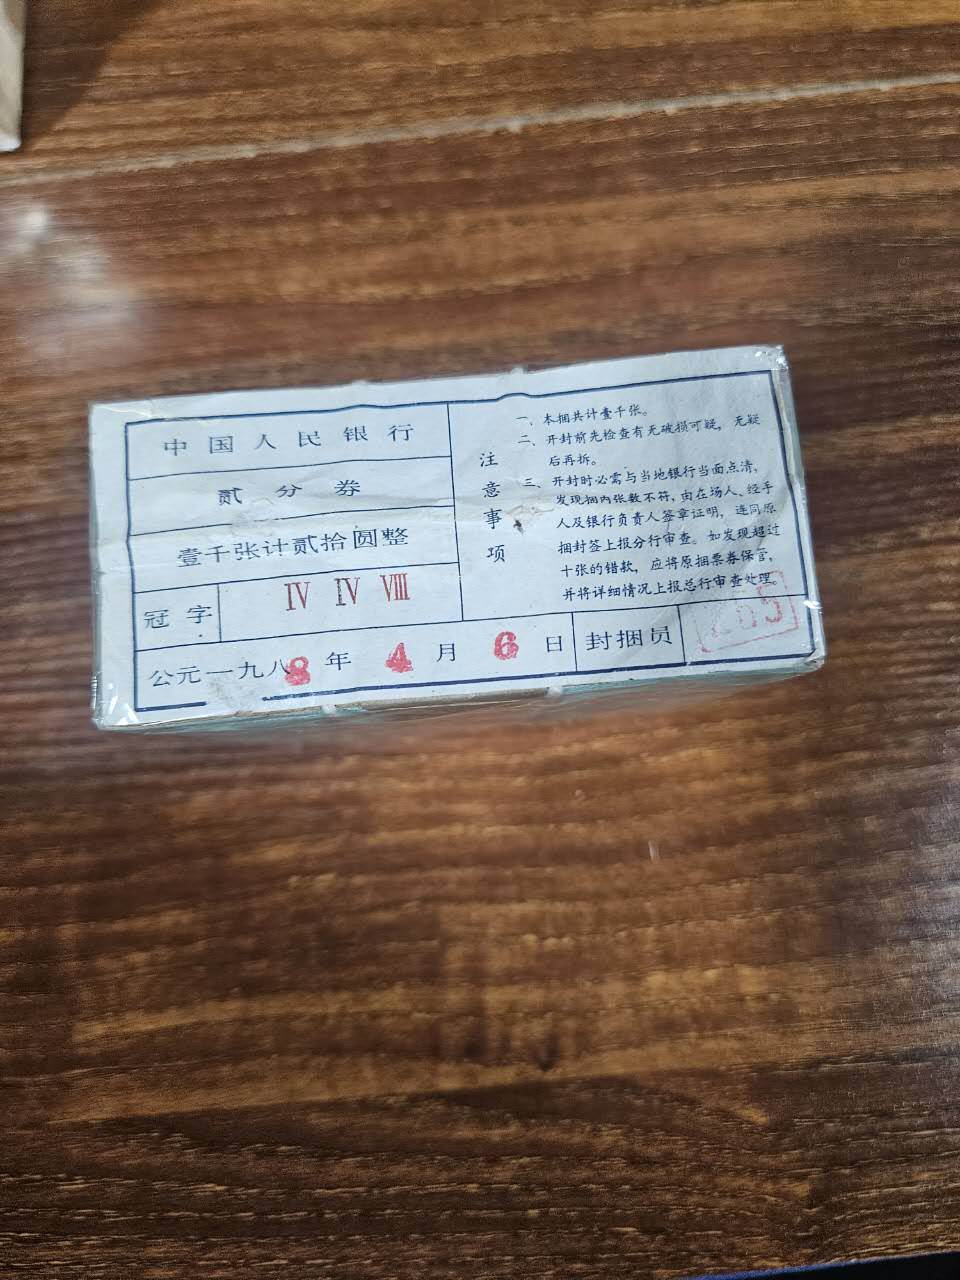 中国人民银行
贰分券
壹千张计贰拾圆整
冠字 IV IV VIII
注意事项
一、本捆共计壹千张。
二、开封前先检查有无破损可疑，无疑
后再拆。
三、开封时必需与当地银行当面点清，
发现捆内张数不符，由在场人、经手
人及银行负责人签章证明，连同原
捆封签上报分行审查。如发现超过
十张的错款，应将原捆票券保官，
并将详细情况上报总行审查处理。
公元一九八8年4月6日 封捆员